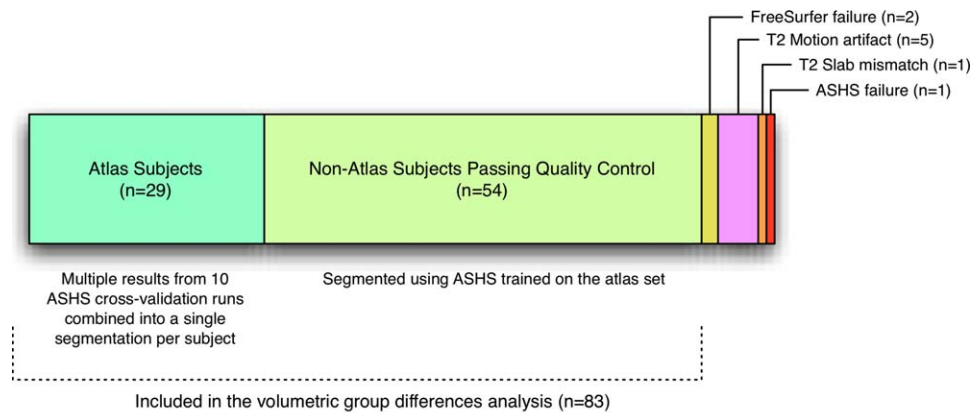 FreeSurfer failure (n=2)
T2 Motion artifact (n=5)
T2 Slab mismatch (n=1)
ASHS failure (n=1)
Atlas Subjects
(n=29)
Non-Atlas Subjects Passing Quality Control
(n=54)
Multiple results from 10
ASHS cross-validation runs
combined into a single
segmentation per subject
Segmented using ASHS trained on the atlas set
Included in the volumetric group differences analysis (n=83)